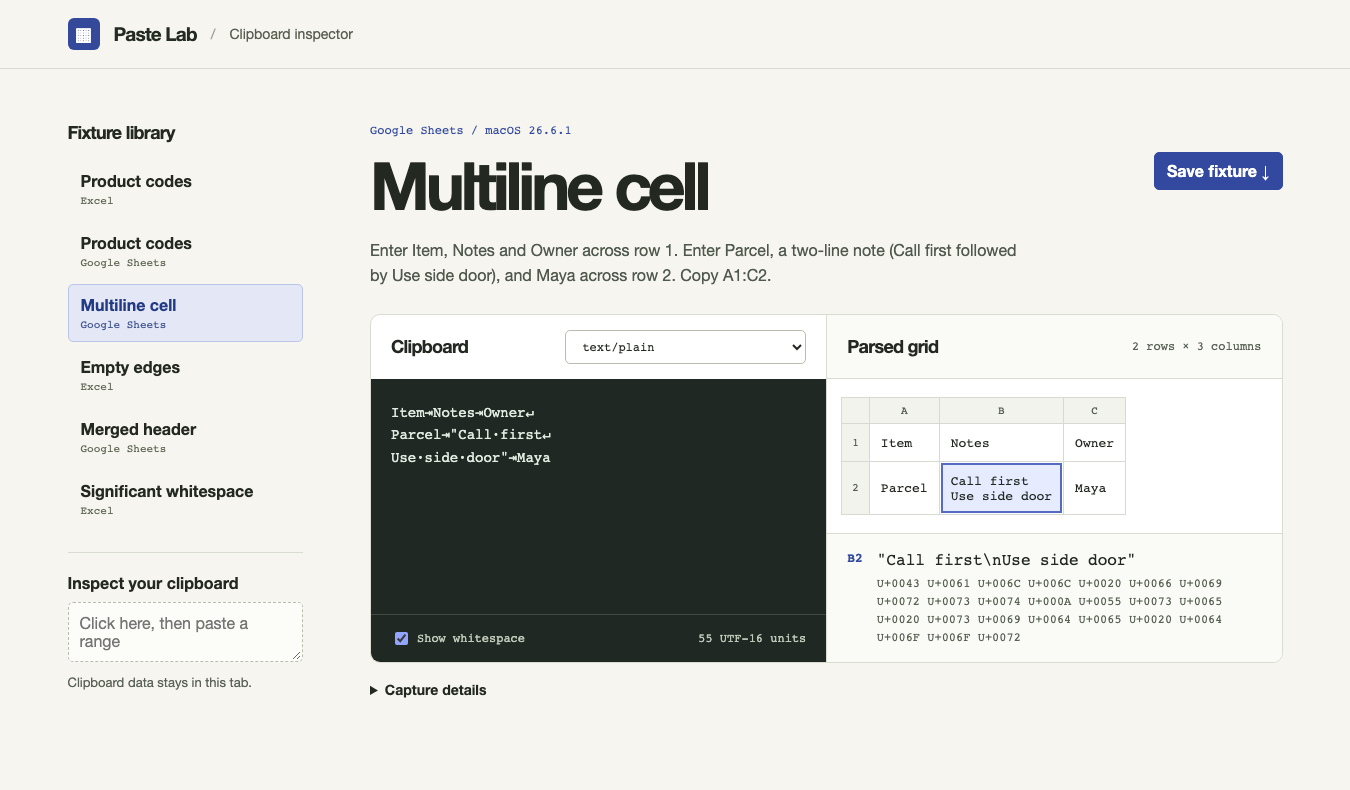 Paste Lab / Clipboard inspector
Fixture library
Product codes
Excel
Product codes
Google Sheets
Multiline cell
Google Sheets
Empty edges
Excel
Merged header
Google Sheets
Significant whitespace
Excel
Inspect your clipboard
Click here, then paste a
range
Clipboard data stays in this tab.
Google Sheets / macOS 26.6.1
Multiline cell
Save fixture ↓
Enter Item, Notes and Owner across row 1. Enter Parcel, a two-line note (Call first followed
by Use side door), and Maya across row 2. Copy A1:C2.
Clipboard
text/plain
Item⇥Notes⇥Owner↵
Parcel⇥"Call·first↵
Use·side·door"⇥Maya
Show whitespace
55 UTF-16 units
Parsed grid
2 rows × 3 columns
A B C
1 Item Notes Owner
2 Parcel Call first
Use side door Maya
B2 "Call first\nUse side door"
U+0043 U+0061 U+006C U+006C U+0020 U+0066 U+0069
U+0072 U+0073 U+0074 U+000A U+0055 U+0073 U+0065
U+0020 U+0073 U+0069 U+0064 U+0065 U+0020 U+0064
U+006F U+006F U+0072
▶ Capture details